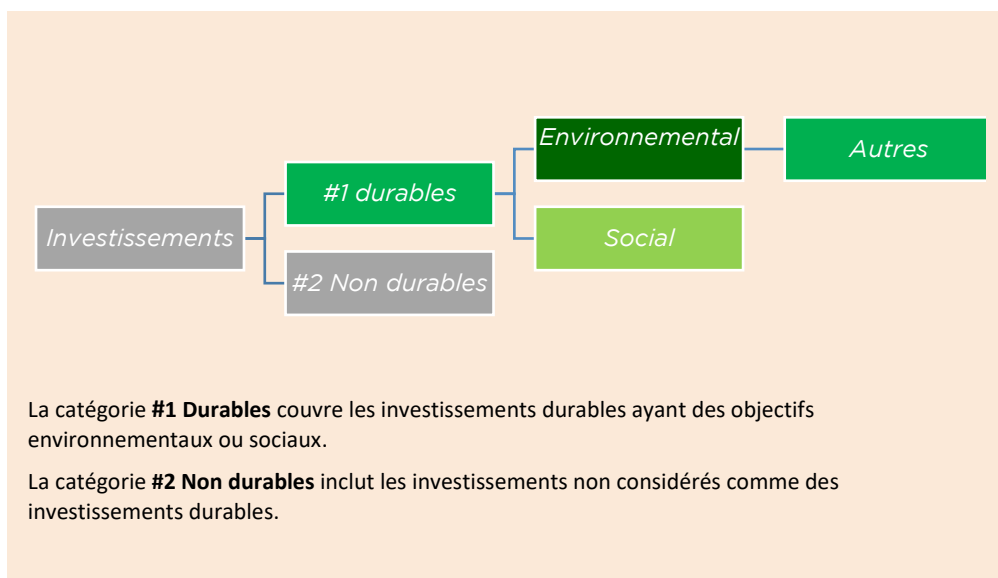 Environnemental
Autres
#1 durables
Investissements
Social
#2 Non durables
La catégorie #1 Durables couvre les investissements durables ayant des objectifs
environnementaux ou sociaux.
La catégorie #2 Non durables inclut les investissements non considérés comme des
investissements durables.